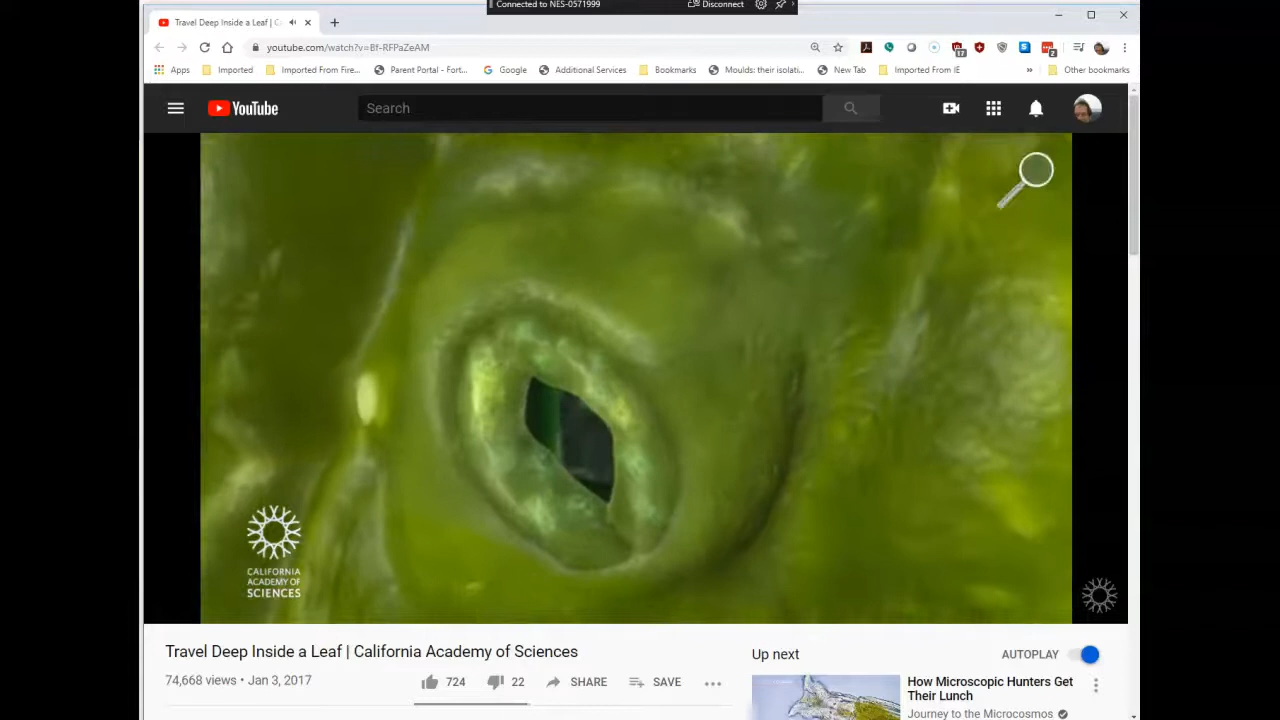 Connected to NES-0571999
Disconnect
Travel Deep Inside a Leaf | C
youtube.com/watch?v=Bf-RFPaZeAM
17
2
Apps
Imported
Imported From Fire...
Parent Portal - Fort...
Google
Additional Services
Bookmarks
Moulds: their isolati...
New Tab
Imported From IE
Other bookmarks
YouTube
Search
CALIFORNIA
ACADEMY OF
SCIENCES
Travel Deep Inside a Leaf | California Academy of Sciences
74,668 views • Jan 3, 2017
724
22
SHARE
SAVE
Up next
AUTOPLAY
How Microscopic Hunters Get
Their Lunch
Journey to the Microcosmos